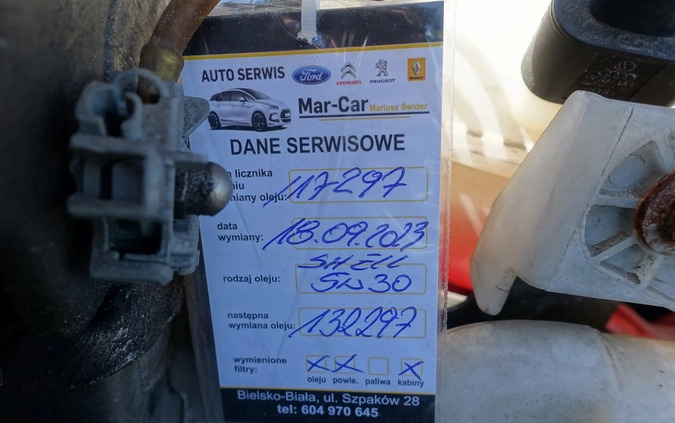 AUTO SERWIS Ford CITROËN PEUGEOT RENAULT
Mar-Car Mariusz Świder
DANE SERWISOWE
licznika
wymiany oleju: 117297
data
wymiany: 18.09.2023
SHELL
rodzaj oleju: 5W30
następna
wymiana oleju: 132297
wymienione
filtry: X X X
oleju powie. paliwa kabiny
Bielsko-Biała, ul. Szpaków 28
tel: 604 970 645